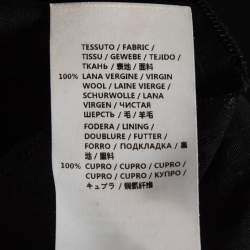 TESSUTO / FABRIC /
TISSU / GEWEBE / TEJIDO /
ТКАНЬ / 表地 / 面料
100% LANA VERGINE / VIRGIN
WOOL / LAINE VIERGE /
SCHURWOLLE / LANA
VIRGEN / ЧИСТАЯ
ШЕРСТЬ / 毛 / 羊毛
FODERA / LINING /
DOUBLURE / FUTTER /
FORRO / ПОДКЛАДКА / 裏
地 / 里料
100% CUPRO / CUPRO / CUPRO
/ CUPRO / CUPRO / КУПРО /
キュプラ / 铜氨纤维